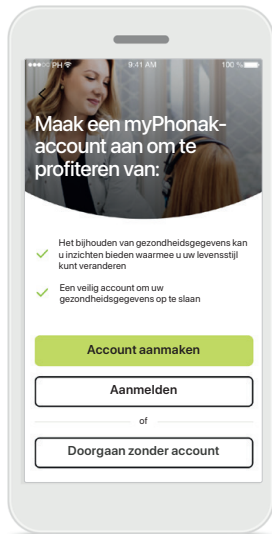 PH 9:41 AM 100 %
Maak een myPhonak-
account aan om te
profiteren van:
Het bijhouden van gezondheidsgegevens kan
u inzichten bieden waarmee u uw levensstijl
kunt veranderen
Een veilig account om uw
gezondheidsgegevens op te slaan
Account aanmaken
Aanmelden
of
Doorgaan zonder account